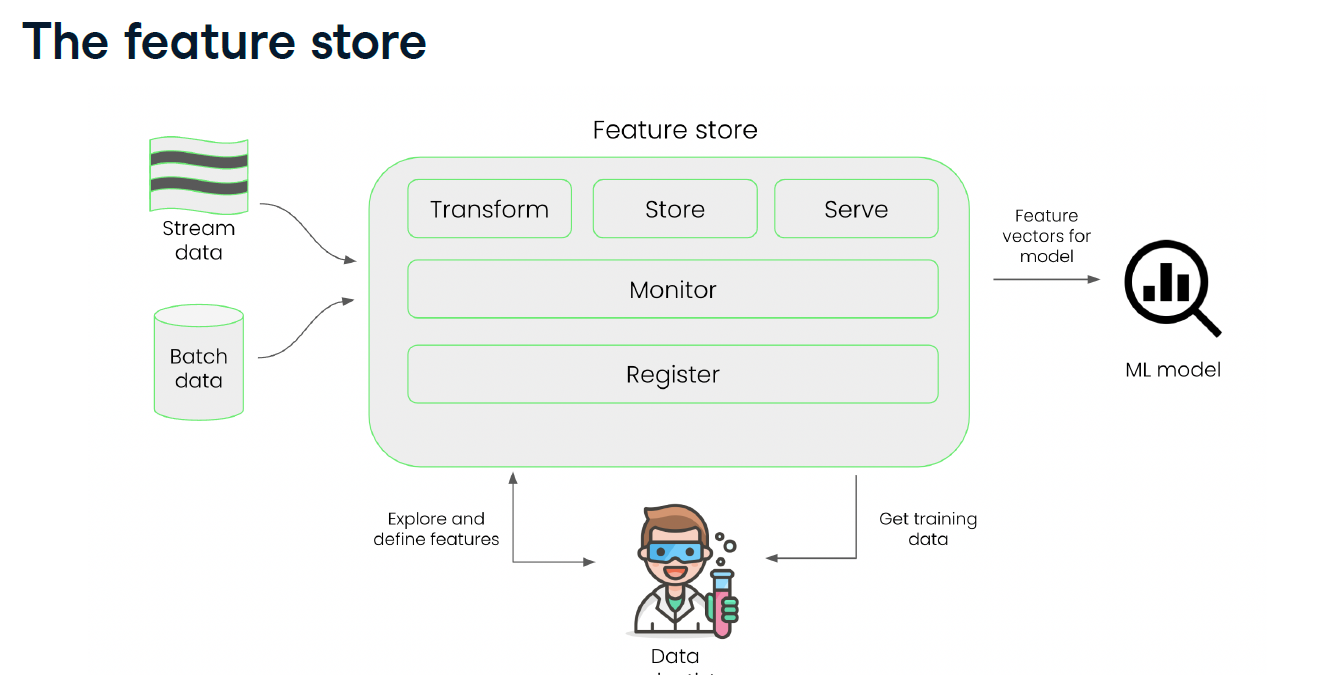 The feature store
Feature store
Stream
data
Batch
data
Transform
Store
Serve
Monitor
Register
Feature
vectors for
model
ML model
Explore and
define features
Get training
data
Data